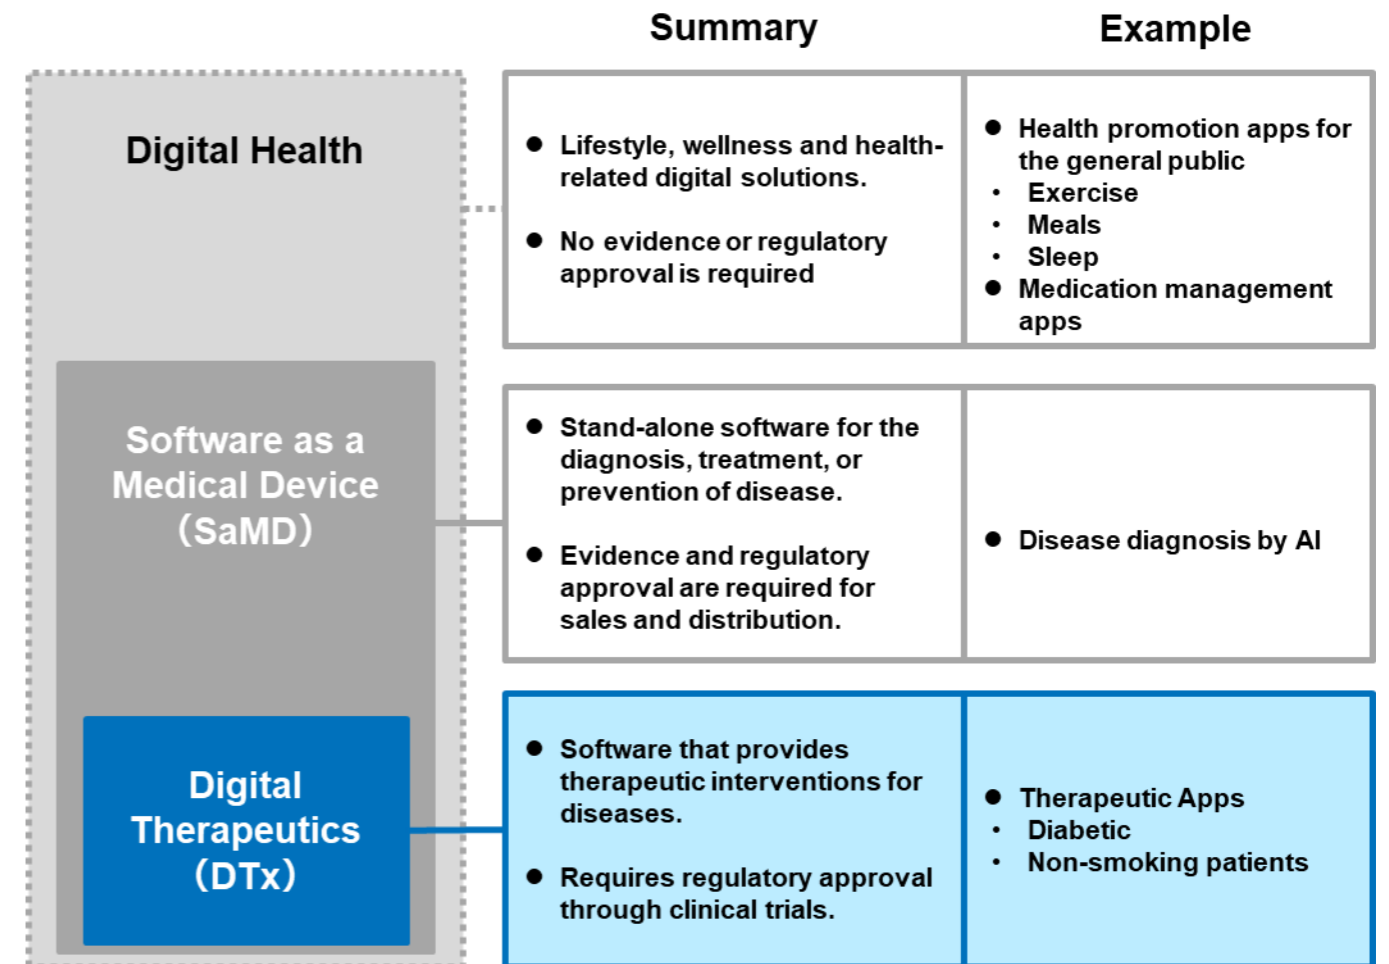 Summary
Example
Digital Health
● Lifestyle, wellness and health-
related digital solutions.
● No evidence or regulatory
approval is required
● Health promotion apps for
the general public
・ Exercise
・ Meals
・ Sleep
● Medication management
apps
Software as a
Medical Device
（SaMD）
● Stand-alone software for the
diagnosis, treatment, or
prevention of disease.
● Evidence and regulatory
approval are required for
sales and distribution.
● Disease diagnosis by AI
Digital
Therapeutics
（DTx）
● Software that provides
therapeutic interventions for
diseases.
● Requires regulatory approval
through clinical trials.
● Therapeutic Apps
・ Diabetic
・ Non-smoking patients